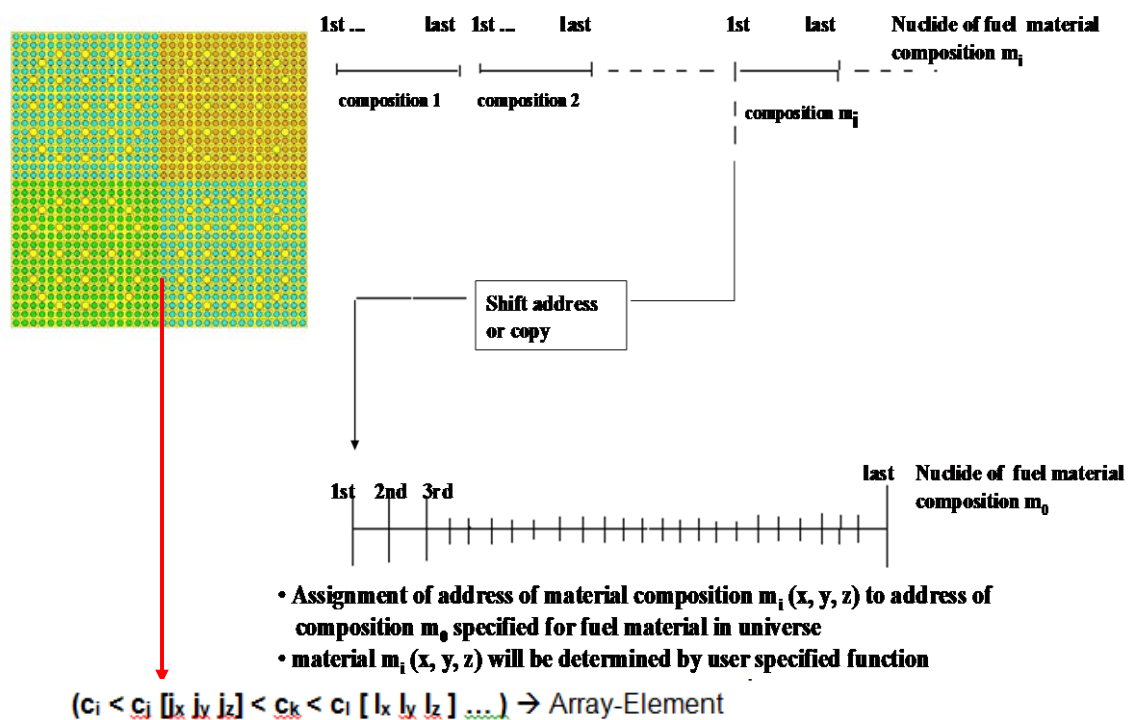 1st ... last 1st ... last 1st last Nuclide of fuel material
composition mi
composition 1 composition 2 composition mi
Shift address
or copy
last Nuclide of fuel material
1st 2nd 3rd composition m0
• Assignment of address of material composition mi (x, y, z) to address of
composition m0 specified for fuel material in universe
• material mi (x, y, z) will be determined by user specified function
(ci < cj [jx jy jz] < ck < cl [ lx ly lz ] ... ) → Array-Element